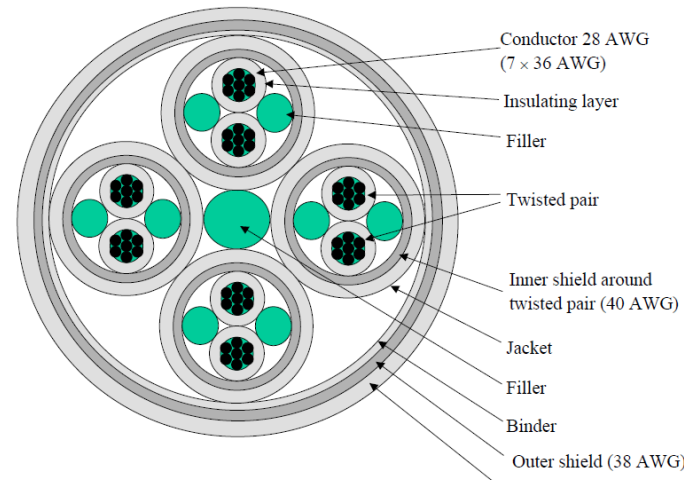 Conductor 28 AWG
(7 × 36 AWG)
Insulating layer
Filler
Twisted pair
Inner shield around
twisted pair (40 AWG)
Jacket
Filler
Binder
Outer shield (38 AWG)